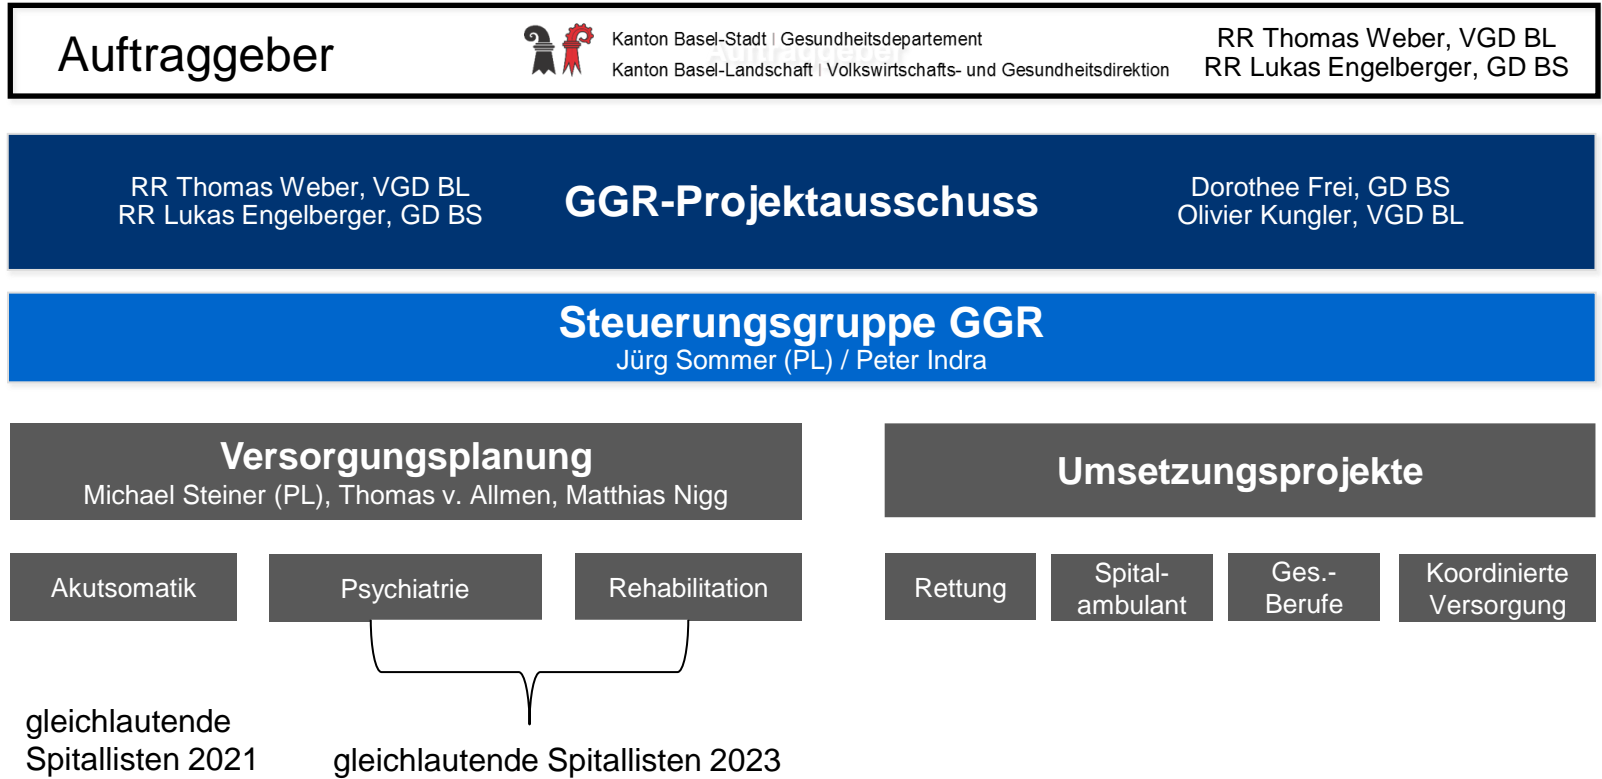 Auftraggeber
Kanton Basel-Stadt | Gesundheitsdepartement
Kanton Basel-Landschaft | Volkswirtschafts- und Gesundheitsdirektion
RR Thomas Weber, VGD BL
RR Lukas Engelberger, GD BS
RR Thomas Weber, VGD BL
RR Lukas Engelberger, GD BS
GGR-Projektausschuss
Dorothee Frei, GD BS
Olivier Kungler, VGD BL
Steuerungsgruppe GGR
Jürg Sommer (PL) / Peter Indra
Versorgungsplanung
Michael Steiner (PL), Thomas v. Allmen, Matthias Nigg
Umsetzungsprojekte
Akutsomatik
Psychiatrie
Rehabilitation
Rettung
Spital-
ambulant
Ges.-
Berufe
Koordinierte
Versorgung
gleichlautende
Spitallisten 2021
gleichlautende Spitallisten 2023